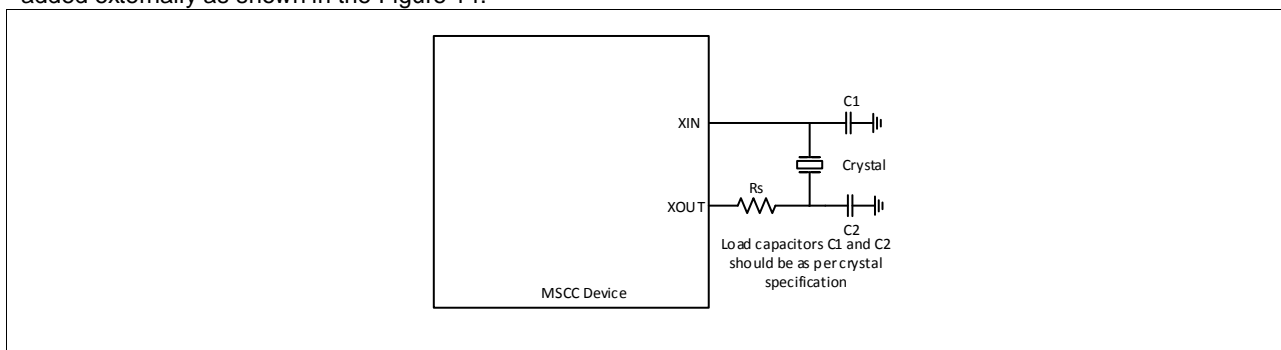 added externally as shown in the Figure 11.
C1
XIN
Crystal
Rs
XOUT
C2
Load capacitors C1 and C2
should be as per crystal
specification
MSCC Device